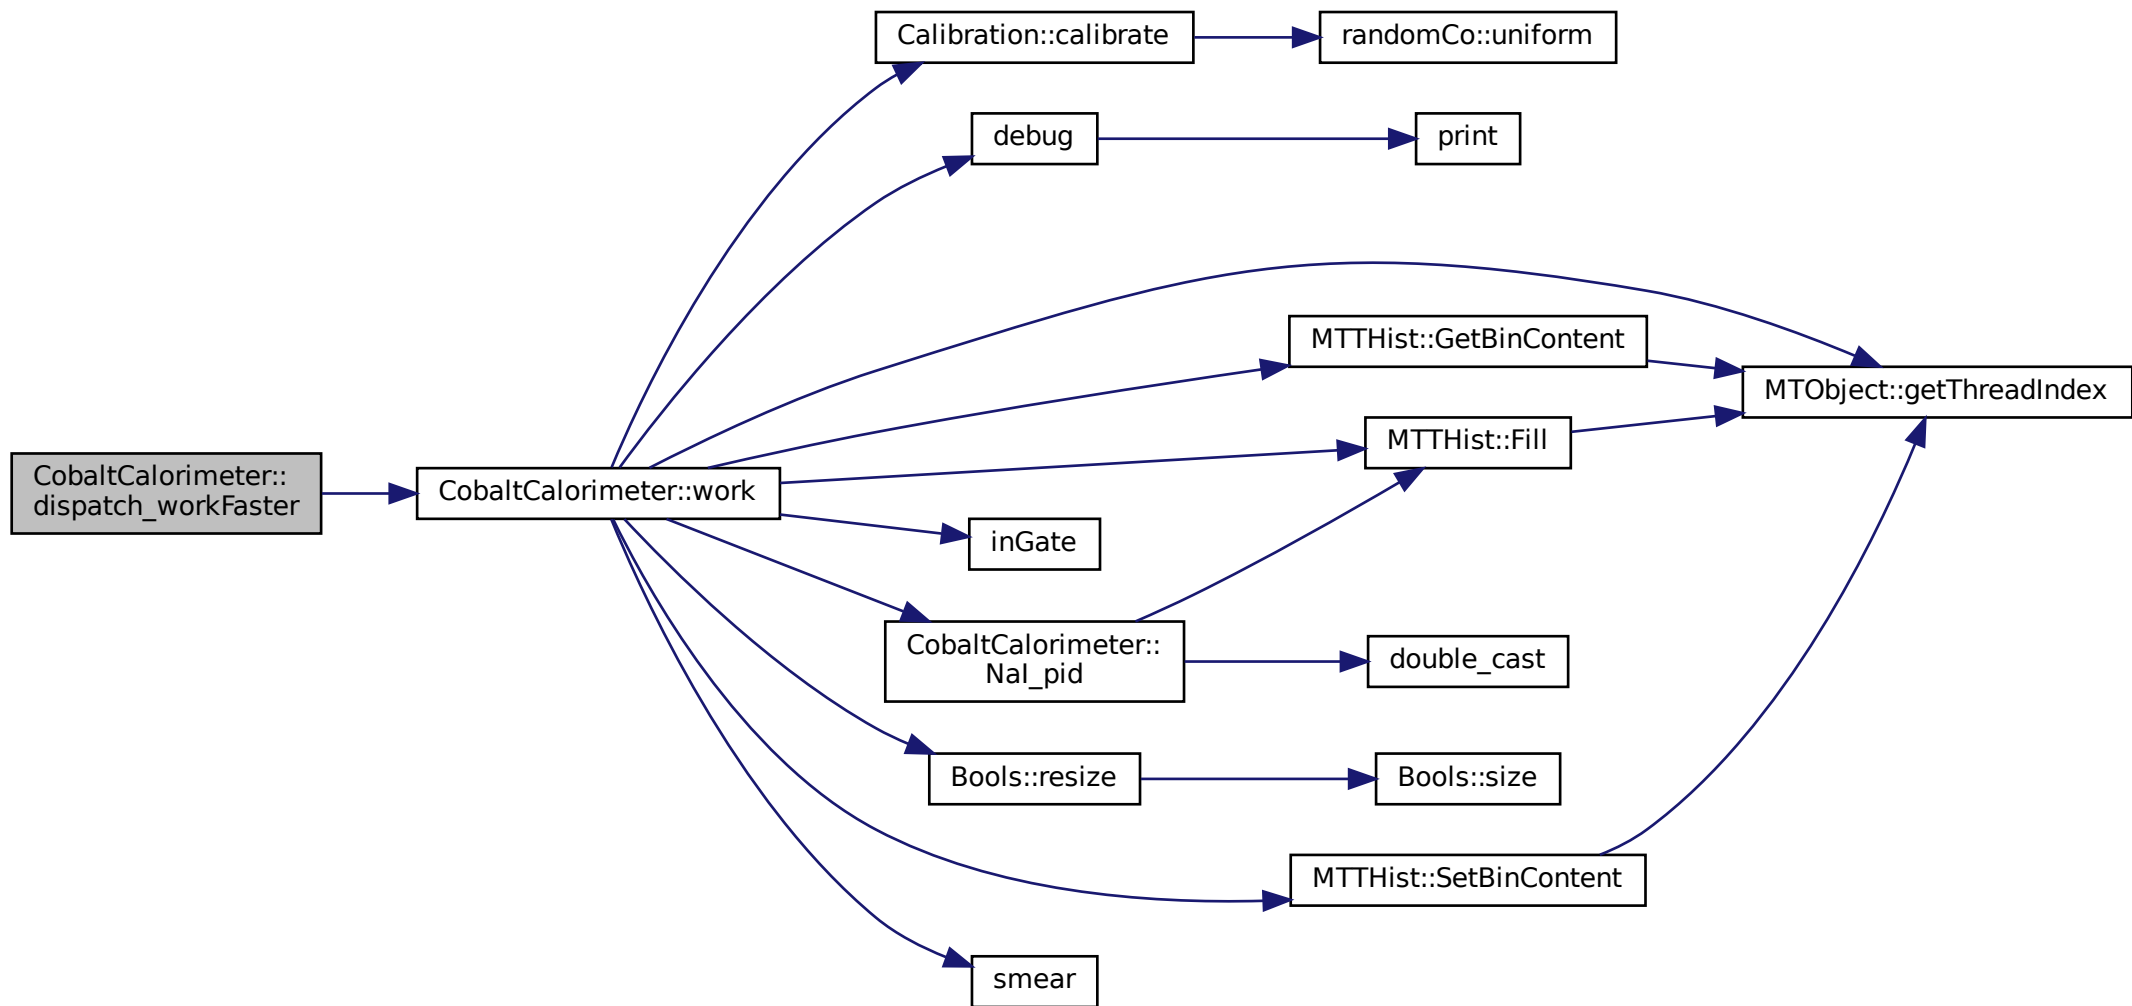 Calibration::calibrate
randomCo::uniform
debug
print
MTTHist::GetBinContent
MTObject::getThreadIndex
MTTHist::Fill
CobaltCalorimeter::
dispatch_workFaster
CobaltCalorimeter::work
inGate
CobaltCalorimeter::
NaI_pid
double_cast
Bools::resize
Bools::size
MTTHist::SetBinContent
smear